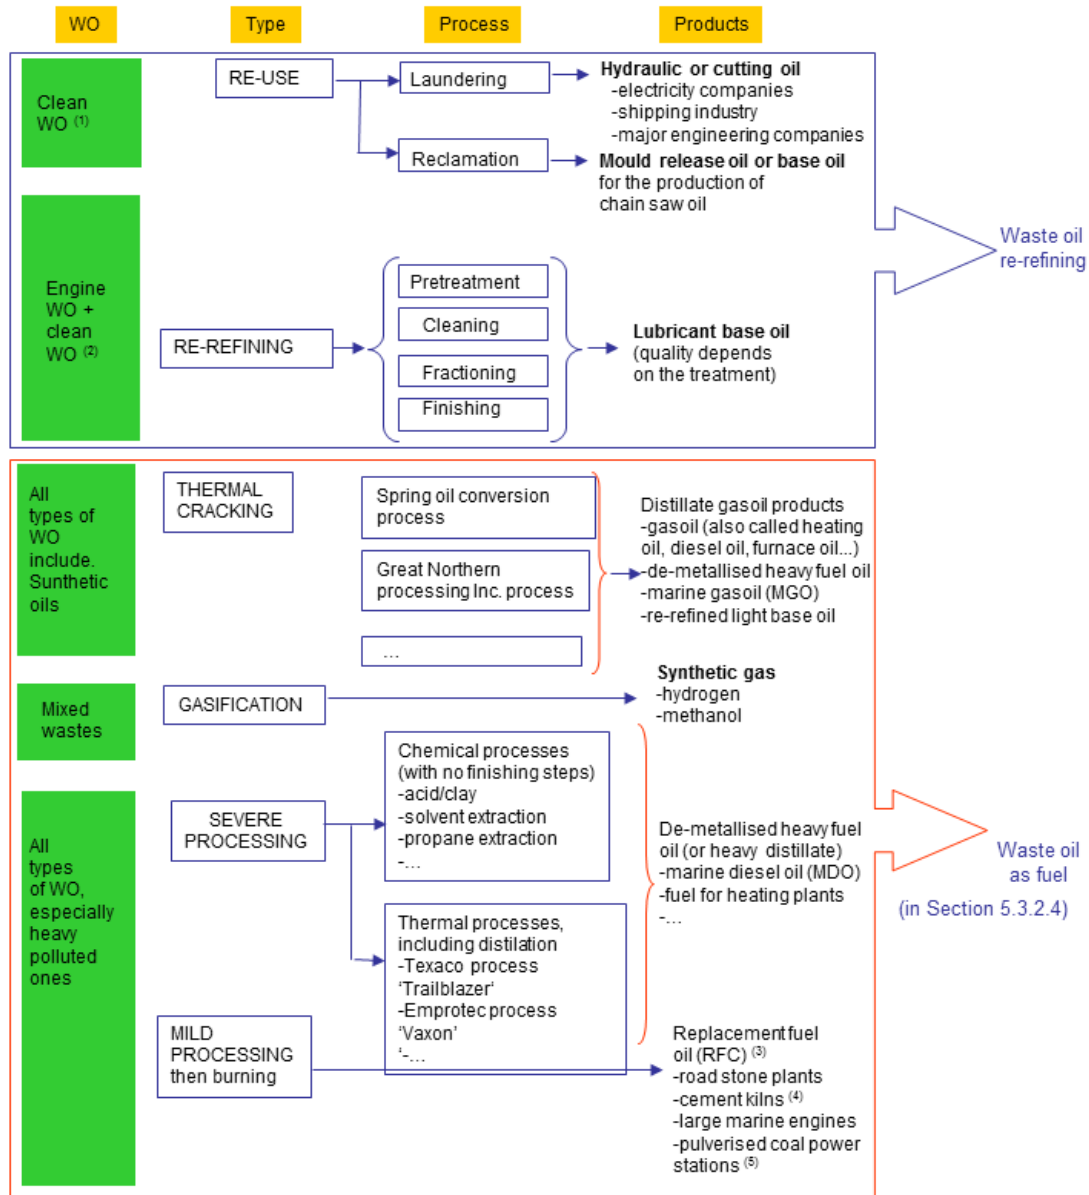 WO
Type
Process
Products
Clean
WO (1)
RE-USE
Laundering
Hydraulic or cutting oil
-electricity companies
-shipping industry
-major engineering companies
Reclamation
Mould release oil or base oil
for the production of
chain saw oil
Waste oil
re-refining
Engine
WO +
clean
WO (2)
RE-REFINING
Pretreatment
Cleaning
Fractioning
Finishing
Lubricant base oil
(quality depends
on the treatment)
All
types of
WO
include.
Sunthetic
oils
THERMAL
CRACKING
Spring oil conversion
process
Great Northern
processing Inc. process
...
Distillate gasoil products
-gasoil (also called heating
oil, diesel oil, furnace oil...)
-de-metallised heavy fuel oil
-marine gasoil (MGO)
-re-refined light base oil
Mixed
wastes
GASIFICATION
Synthetic gas
-hydrogen
-methanol
All
types
of WO,
especially
heavy
polluted
ones
SEVERE
PROCESSING
Chemical processes
(with no finishing steps)
-acid/clay
-solvent extraction
-propane extraction
-...
Thermal processes,
including distilation
-Texaco process
‘Trailblazer‘
-Emprotec process
‘Vaxon’
‘-...
De-metallised heavy fuel
oil (or heavy distillate)
-marine diesel oil (MDO)
-fuel for heating plants
-...
Waste oil
as fuel
(in Section 5.3.2.4)
MILD
PROCESSING
then burning
Replacement fuel
oil (RFC) (3)
-road stone plants
-cement kilns (4)
-large marine engines
-pulverised coal power
stations (5)